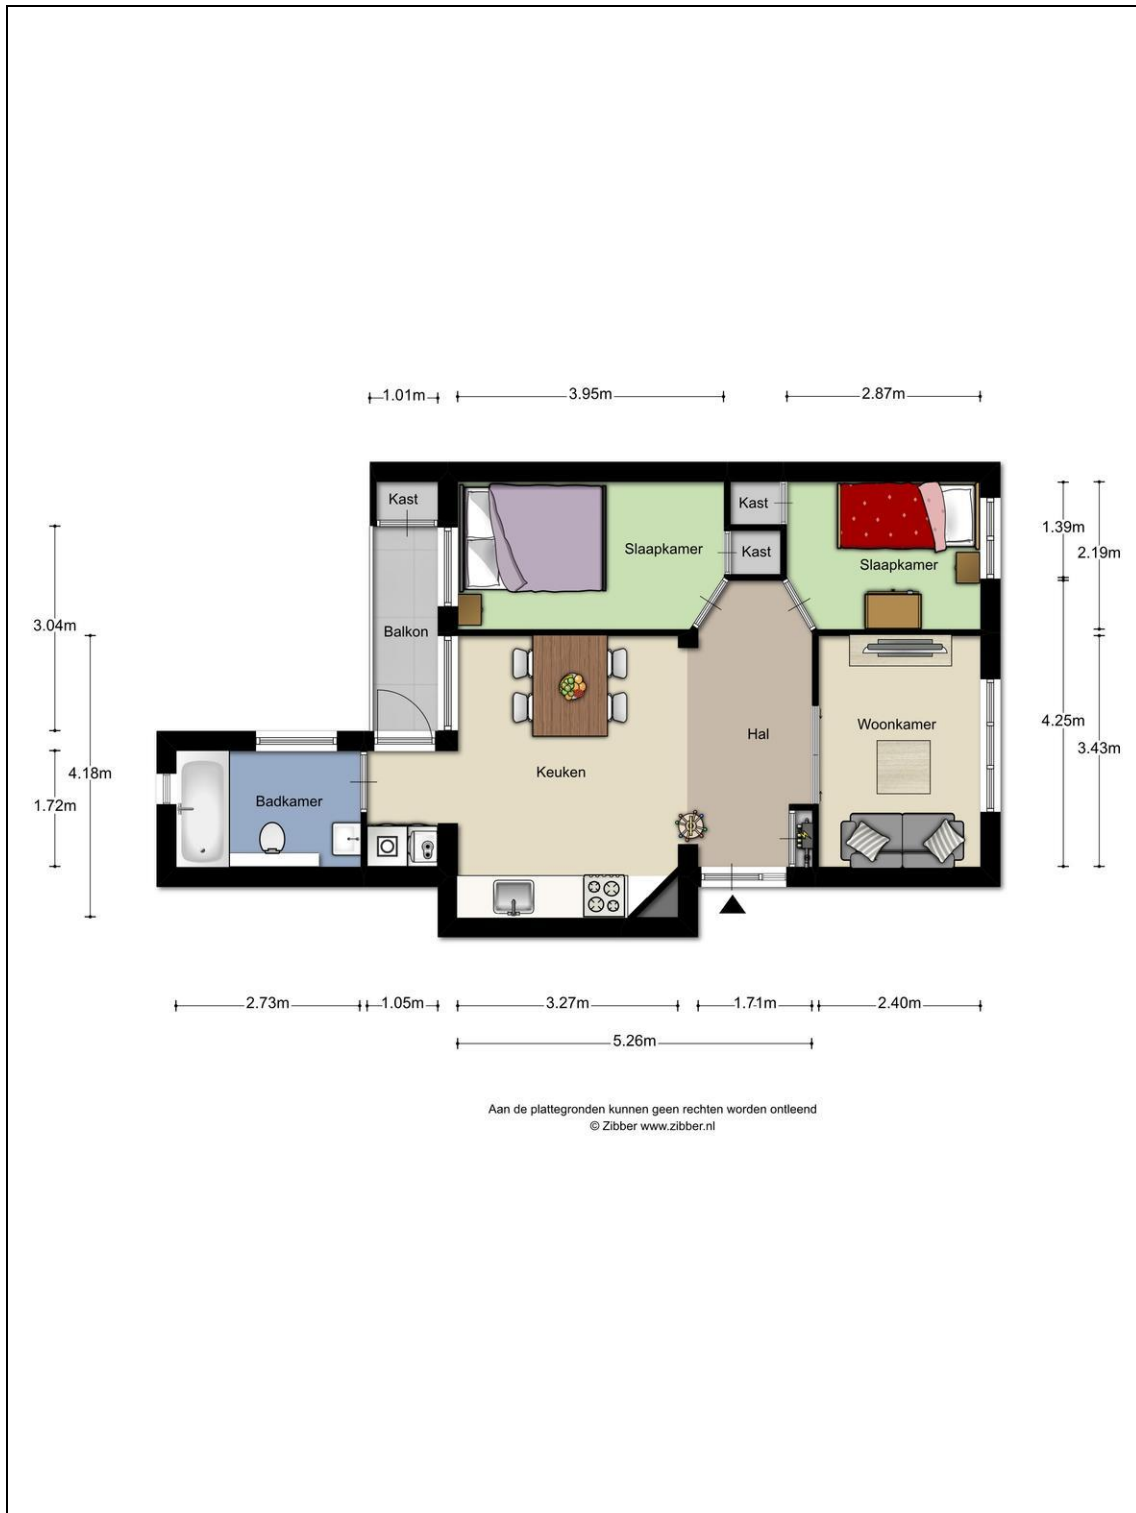 1.01m 3.95m 2.87m
Kast
Kast
Kast
Slaapkamer
Slaapkamer
1.39m
2.19m
3.04m
Balkon
Woonkamer
4.25m
Hal
3.43m
4.18m
Keuken
1.72m
Badkamer
2.73m 1.05m 3.27m 1.71m 2.40m
5.26m
Aan de plattegronden kunnen geen rechten worden ontleend
© Zibber www.zibber.nl